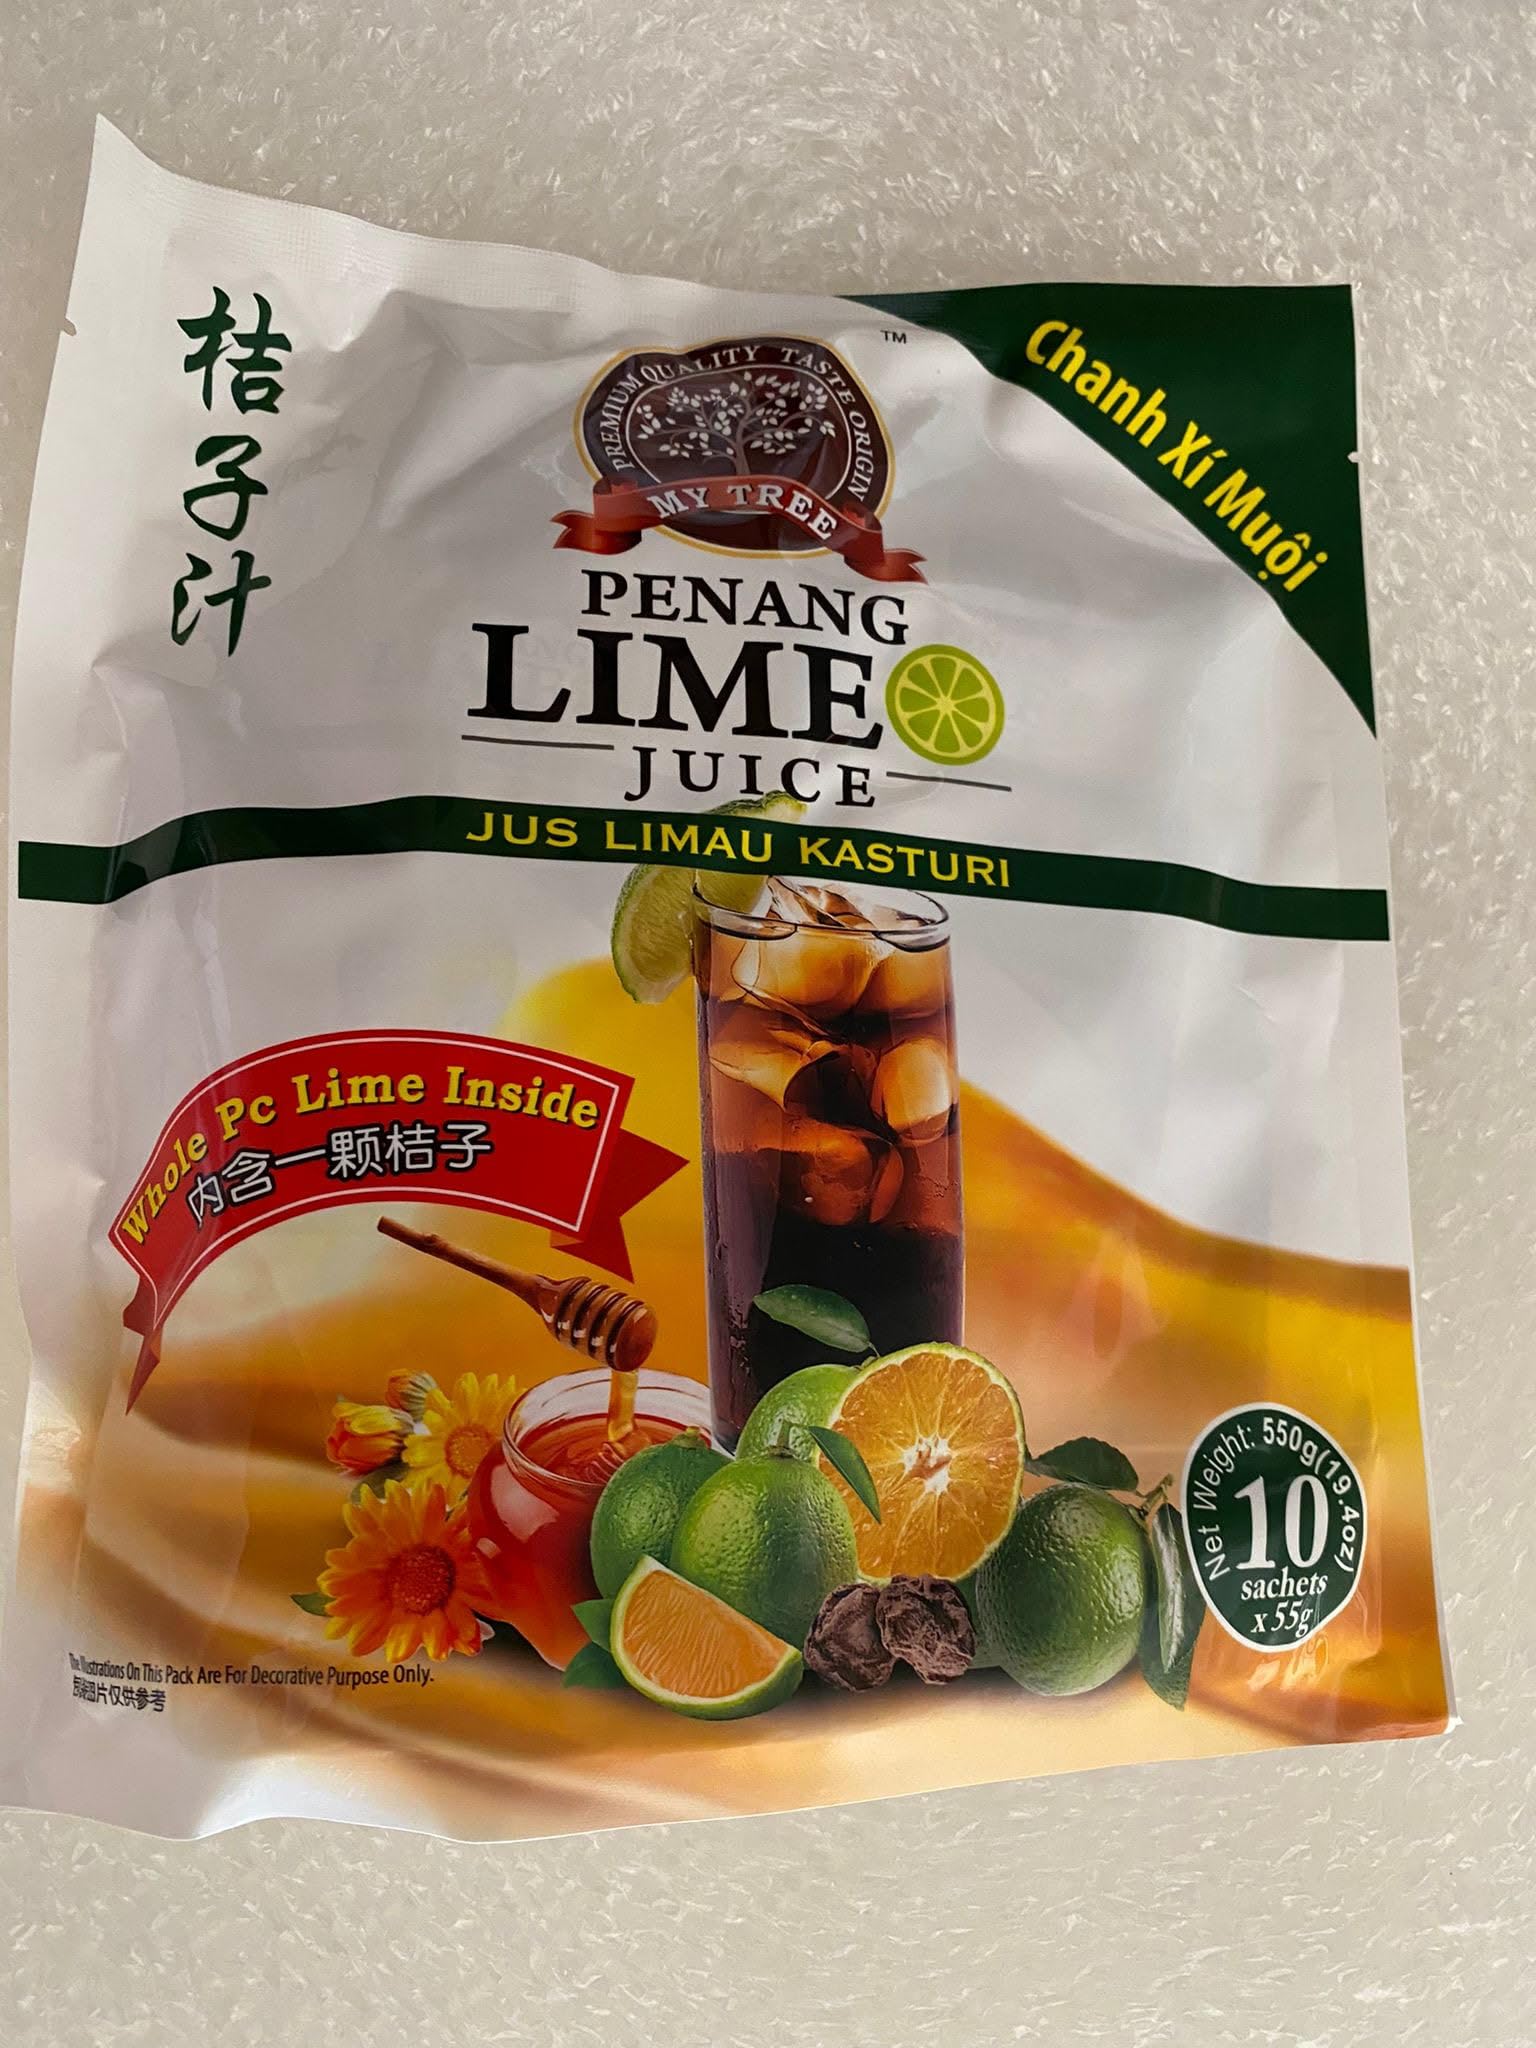 桔子汁
PREMIUM QUALITY TASTE ORIGIN
TM
MY TREE
Chanh Xí Muội
PENANG
LIME
JUICE
JUS LIMAU KASTURI
Whole Pc Lime Inside
内含一颗桔子
Net Weight: 550g(19.4oz)
10
sachets
x 55g
The Illustrations On This Pack Are For Decorative Purpose Only.
包装图片仅供参考